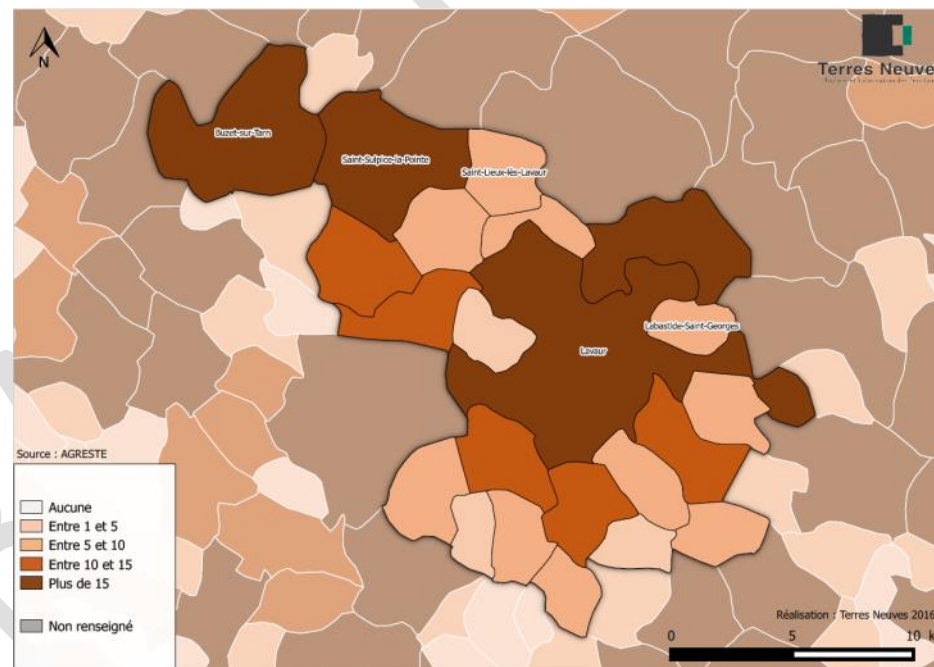 N
Terres Neuve
Buzet-sur-Tarn
Saint-Sulpice-la-Pointe
Saint-Lieux-lès-Lavaur
Labastide-Saint-Georges
Lavaur
Source : AGRESTE
Aucune
Entre 1 et 5
Entre 5 et 10
Entre 10 et 15
Plus de 15
Non renseigné
Réalisation : Terres Neuves 2016
0 5 10 k